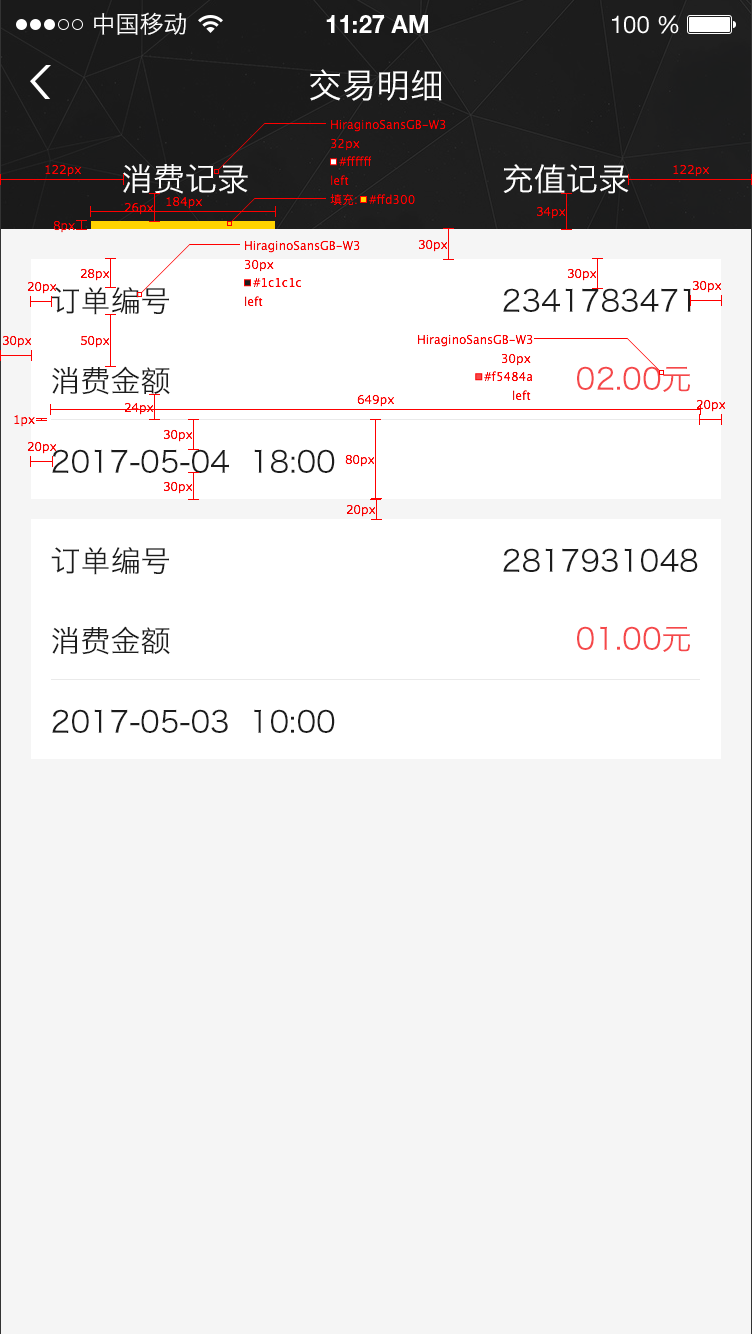 中国移动 11:27 AM 100 %
交易明细
HiraginoSansGB-W3
32px
#ffffff
left
填充: #ffd300
122px 消费记录 充值记录 122px
26px 184px 34px
8px
30px
HiraginoSansGB-W3
30px
#1c1c1c
left
28px 30px
20px 订单编号 2341783471 30px
30px 50px
HiraginoSansGB-W3
30px
#f5484a
left
消费金额 02.00元
24px 649px 20px
1px
30px
20px 2017-05-04 18:00 80px
30px
20px
订单编号 2817931048
消费金额 01.00元
2017-05-03 10:00